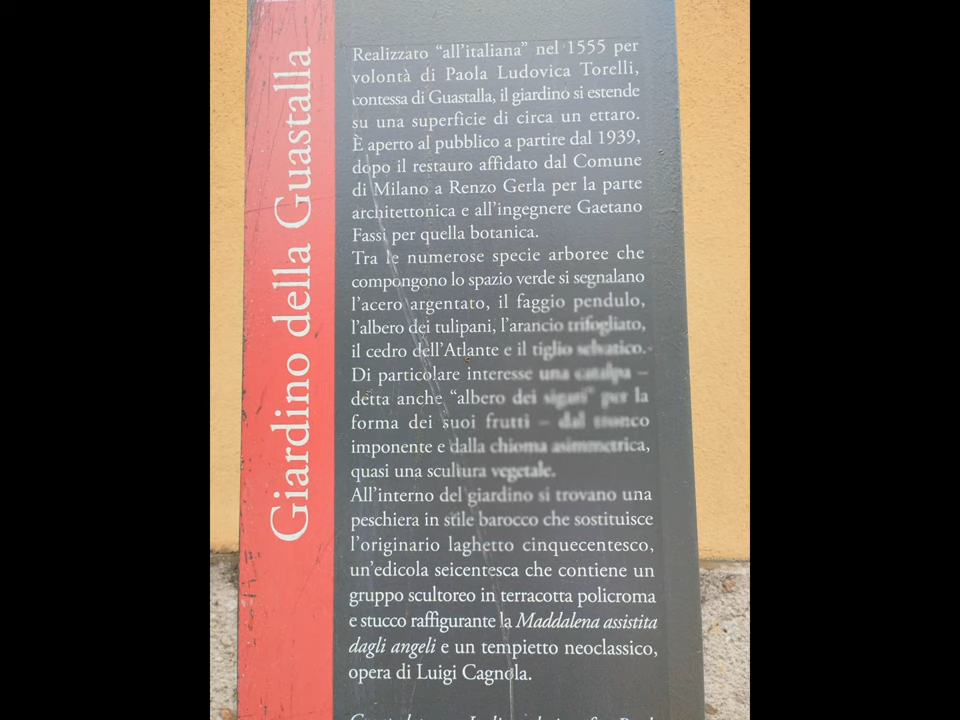 Giardino della Guastalla
Realizzato “all’italiana” nel 1555 per
volontà di Paola Ludovica Torelli,
contessa di Guastalla, il giardino si estende
su una superficie di circa un ettaro.
È aperto al pubblico a partire dal 1939,
dopo il restauro affidato dal Comune
di Milano a Renzo Gerla per la parte
architettonica e all’ingegnere Gaetano
Fassi per quella botanica.
Tra le numerose specie arboree che
compongono lo spazio verde si segnalano
l’acero argentato, il faggio pendulo,
l’albero dei tulipani, l’arancio trifogliato,
il cedro dell’Atlante e il tiglio selvatico.
Di particolare interesse una catalpa –
detta anche “albero dei sigari” per la
forma dei suoi frutti – dal tronco
imponente e dalla chioma asimmetrica,
quasi una scultura vegetale.
All’interno del giardino si trovano una
peschiera in stile barocco che sostituisce
l’originario laghetto cinquecentesco,
un’edicola seicentesca che contiene un
gruppo scultoreo in terracotta policroma
e stucco raffigurante la Maddalena assistita
dagli angeli e un tempietto neoclassico,
opera di Luigi Cagnola.